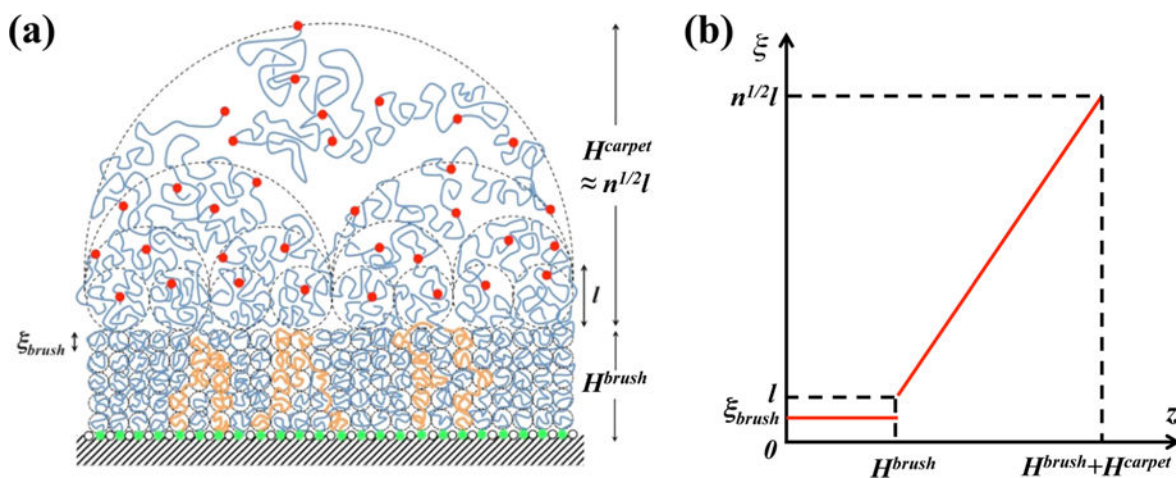 (a)
H^carpet
≈ n^1/2 l
l
ξ_brush
H^brush
(b)
ξ
n^1/2 l
l
ξ_brush
0
z
H^brush
H^brush+H^carpet